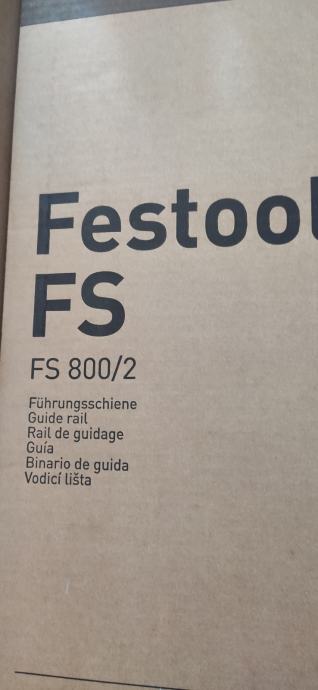 Festool
FS
FS 800/2
Führungsschiene
Guide rail
Rail de guidage
Guía
Binario de guida
Vodicí lišta